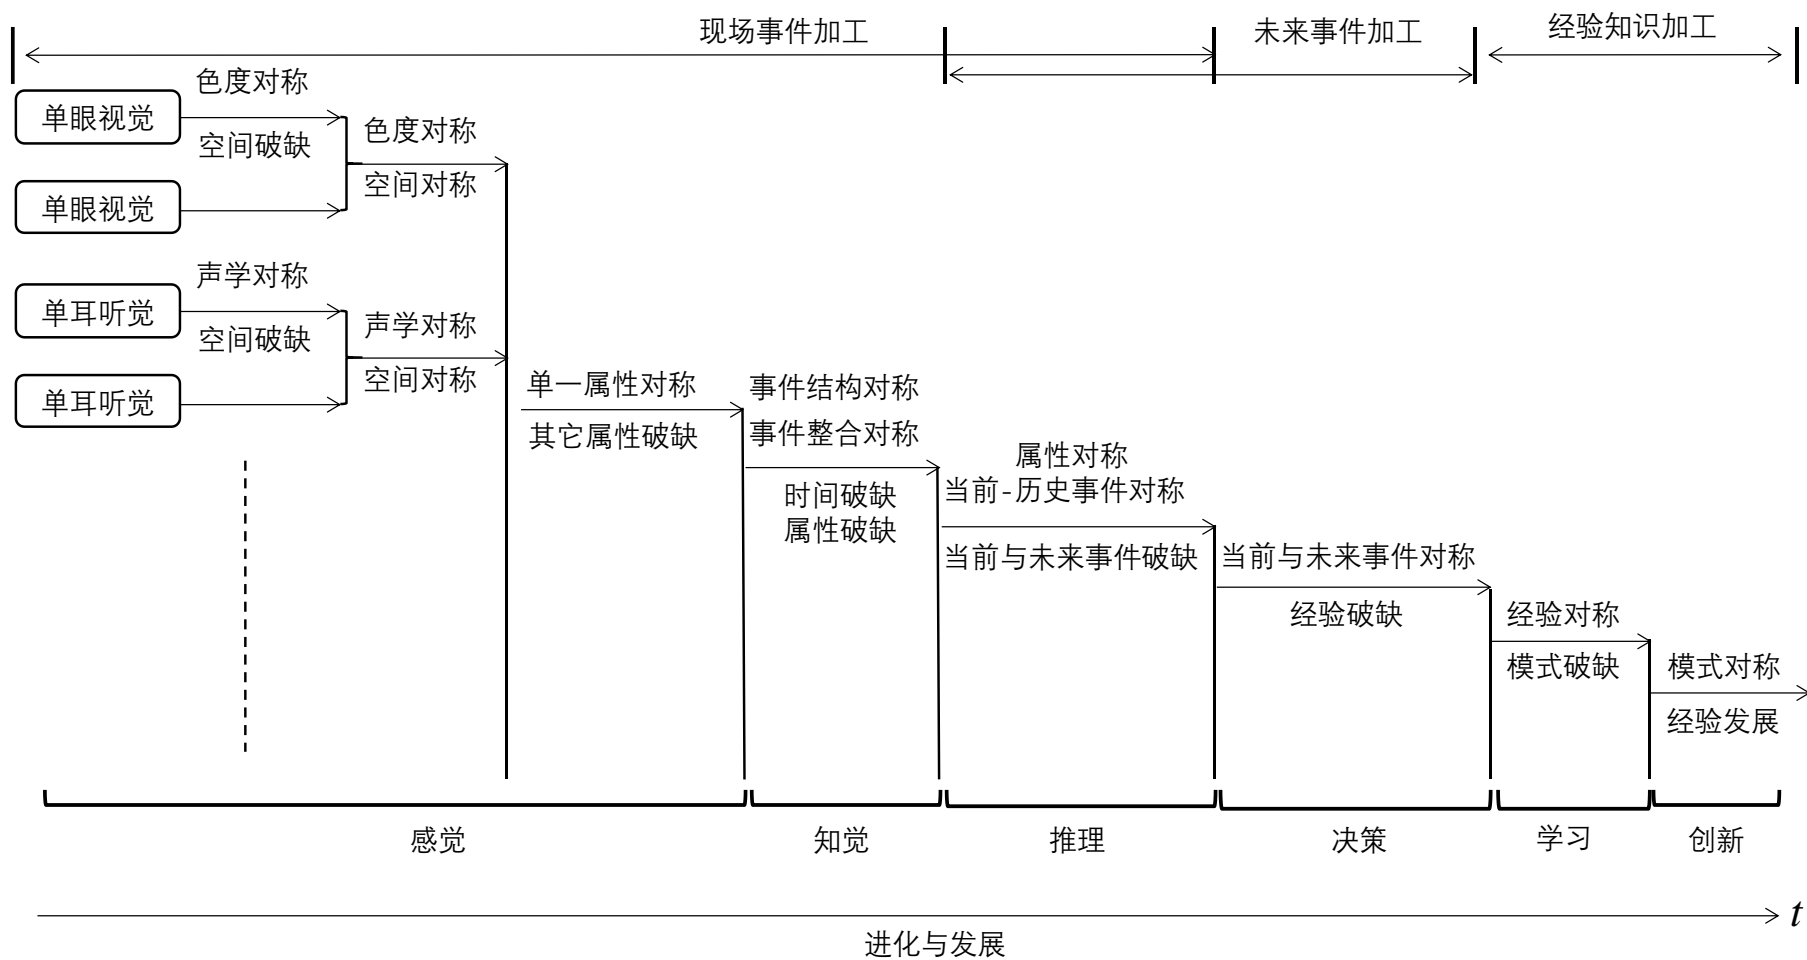 现场事件加工
未来事件加工
经验知识加工
色度对称
单眼视觉
空间破缺
色度对称
空间对称
单眼视觉
声学对称
单耳听觉
空间破缺
声学对称
空间对称
单耳听觉
单一属性对称
其它属性破缺
事件结构对称
事件整合对称
时间破缺
属性破缺
属性对称
当前-历史事件对称
当前与未来事件破缺
当前与未来事件对称
经验破缺
经验对称
模式破缺
模式对称
经验发展
感觉
知觉
推理
决策
学习
创新
t
进化与发展